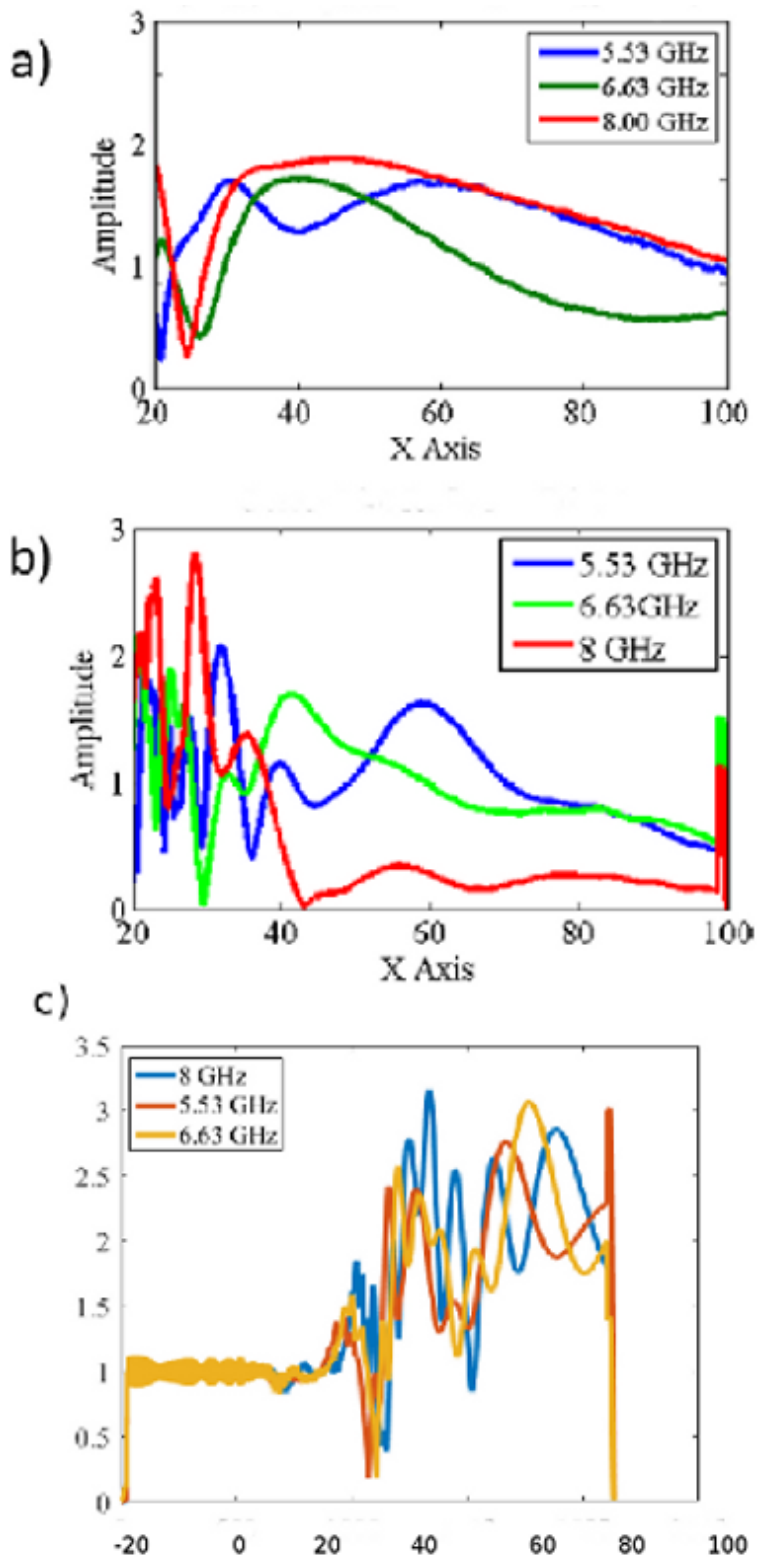 a)
3
2
1
0
Amplitude
5.53 GHz
6.63 GHz
8.00 GHz
20 40 60 80 100
X Axis
b)
3
2
1
0
Amplitude
5.53 GHz
6.63GHz
8 GHz
20 40 60 80 100
X Axis
c)
3.5
3
2.5
2
1.5
1
0.5
0
8 GHz
5.53 GHz
6.63 GHz
-20 0 20 40 60 80 100